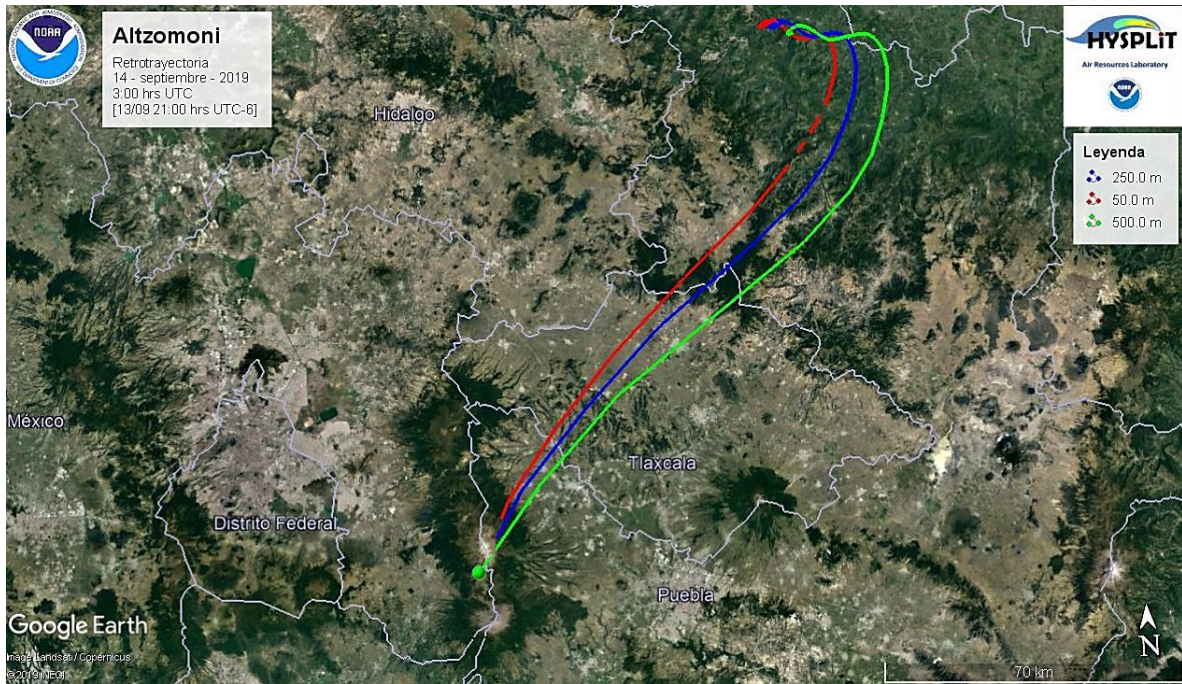 NOAA
Altzomoni
Retrotrayectoria
14 - septiembre - 2019
3:00 hrs UTC
[13/09 21:00 hrs UTC-6]
HYSPLiT
Air Resources Laboratory
Leyenda
250.0 m
50.0 m
500.0 m
Hidalgo
México
Tlaxcala
Distrito Federal
Puebla
Google Earth
Image Landsat / Copernicus
© 2019 INEGI
70 km
N